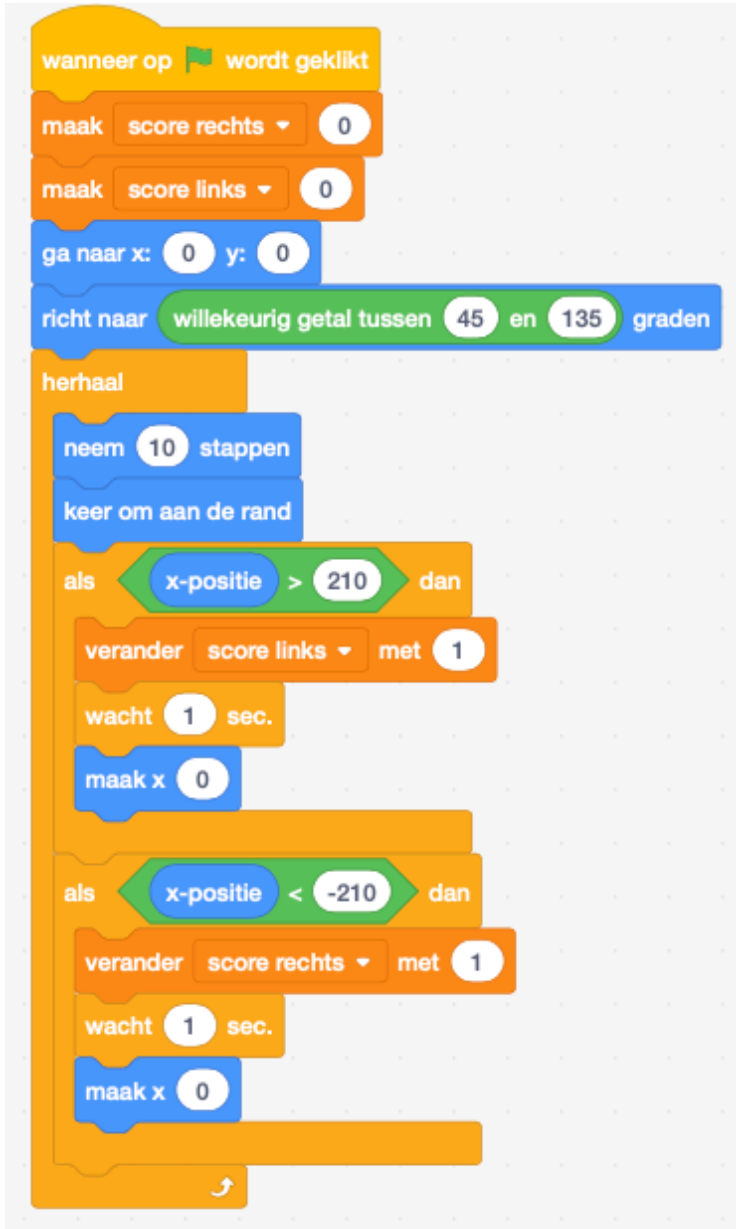 wanneer op wordt geklikt
maak score rechts 0
maak score links 0
ga naar x: 0 y: 0
richt naar willekeurig getal tussen 45 en 135 graden
herhaal
neem 10 stappen
keer om aan de rand
als x-positie > 210 dan
verander score links met 1
wacht 1 sec.
maak x 0
als x-positie < -210 dan
verander score rechts met 1
wacht 1 sec.
maak x 0